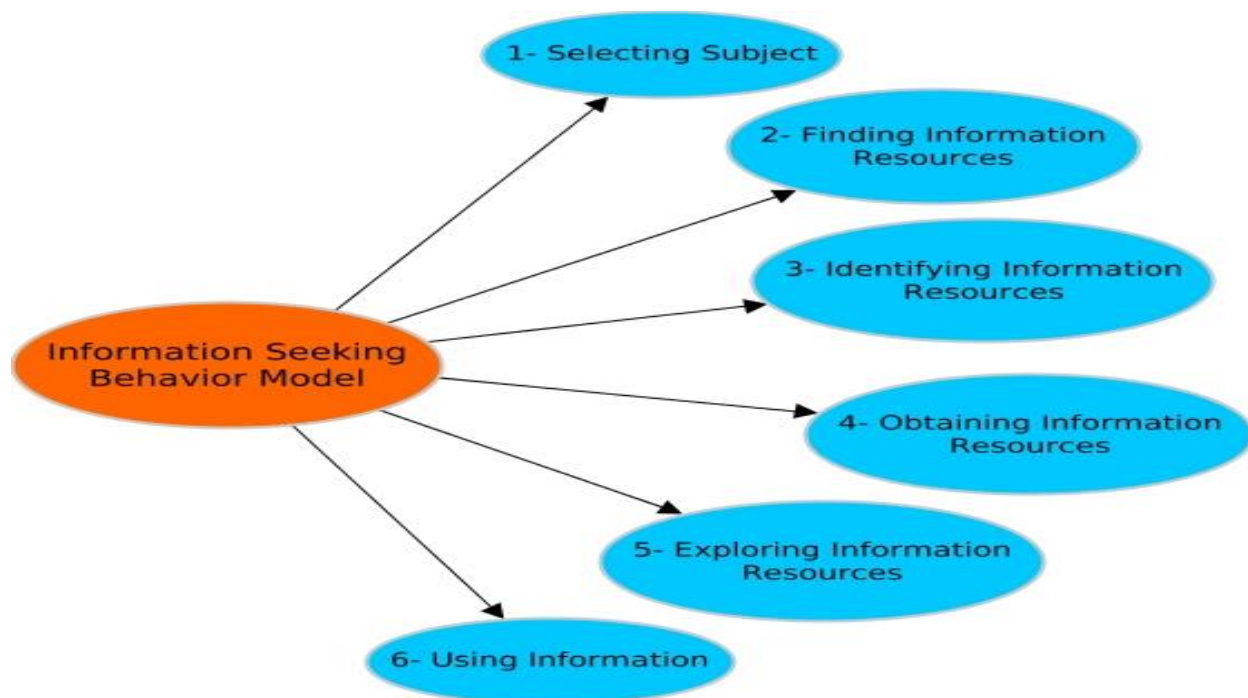 1- Selecting Subject
2- Finding Information
Resources
3- Identifying Information
Resources
Information Seeking
Behavior Model
4- Obtaining Information
Resources
5- Exploring Information
Resources
6- Using Information